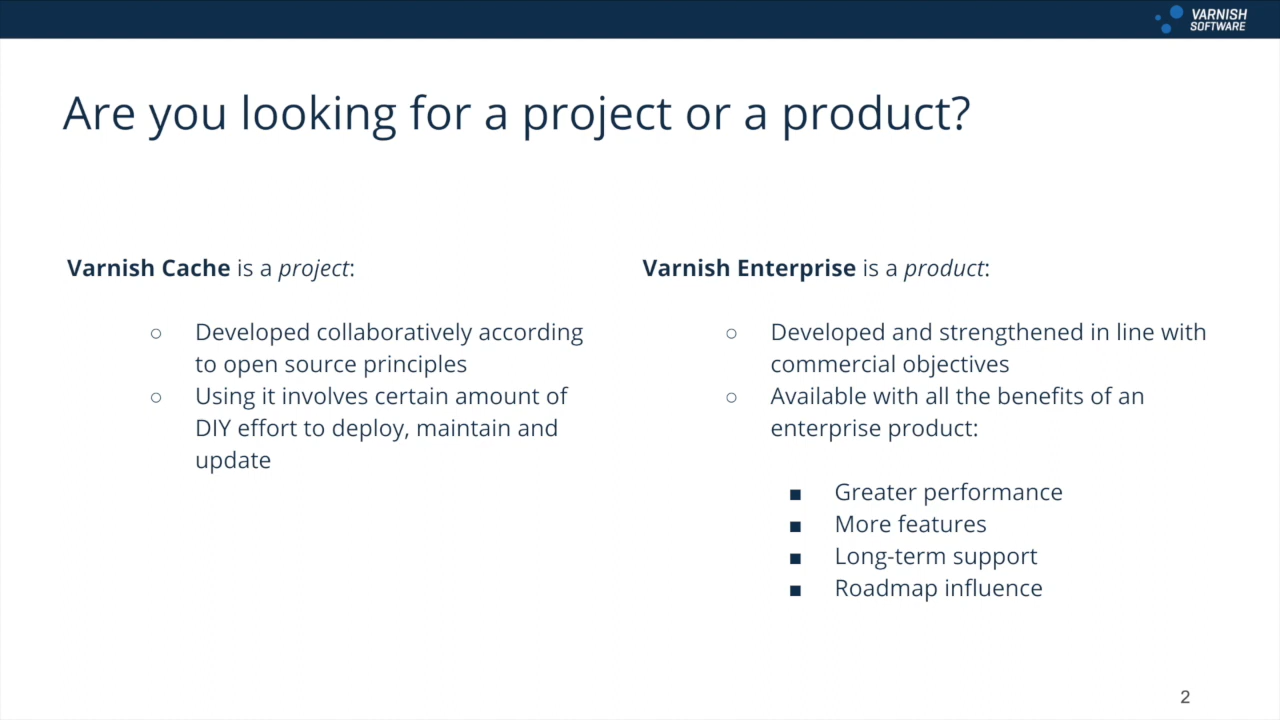 VARNISH
SOFTWARE
Are you looking for a project or a product?
Varnish Cache is a project:
○ Developed collaboratively according
to open source principles
○ Using it involves certain amount of
DIY effort to deploy, maintain and
update
Varnish Enterprise is a product:
○ Developed and strengthened in line with
commercial objectives
○ Available with all the benefits of an
enterprise product:
■ Greater performance
■ More features
■ Long-term support
■ Roadmap influence
2